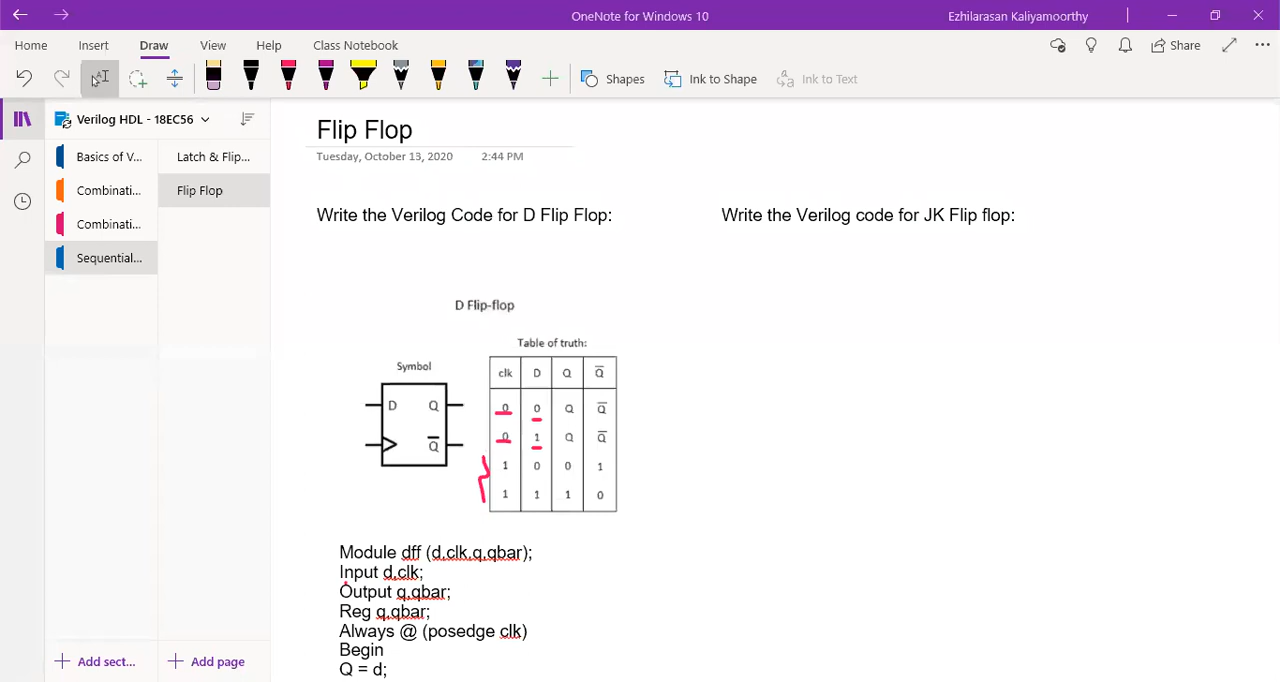 OneNote for Windows 10
Ezhilarasan Kaliyamoorthy
Home Insert Draw View Help Class Notebook
Share
Shapes
Ink to Shape
Ink to Text
Verilog HDL - 18EC56
Basics of V...
Combinati...
Combinati...
Sequential...
Latch & Flip...
Flip Flop
Add sect...
Add page
Flip Flop
Tuesday, October 13, 2020 2:44 PM
Write the Verilog Code for D Flip Flop:
Write the Verilog code for JK Flip flop:
D Flip-flop
Symbol
D Q
Q̅
Table of truth:
clk D Q Q̅
0 0 Q Q̅
0 1 Q Q̅
1 0 0 1
1 1 1 0
Module dff (d,clk,q,qbar);
Input d,clk;
Output q,qbar;
Reg q,qbar;
Always @ (posedge clk)
Begin
Q = d;